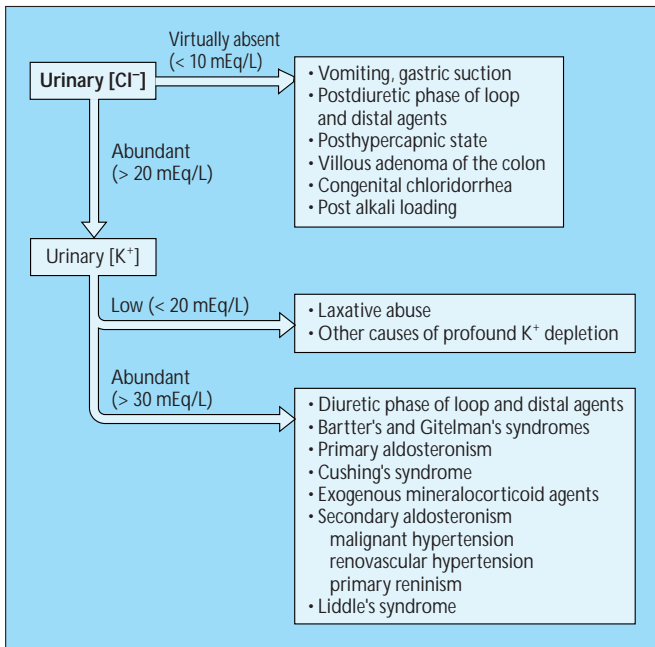 Virtually absent
(< 10 mEq/L)
Urinary [Cl⁻]
• Vomiting, gastric suction
• Postdiuretic phase of loop
and distal agents
• Posthypercapnic state
• Villous adenoma of the colon
• Congenital chloridorrhea
• Post alkali loading
Abundant
(> 20 mEq/L)
Urinary [K⁺]
Low (< 20 mEq/L)
• Laxative abuse
• Other causes of profound K⁺ depletion
Abundant
(> 30 mEq/L)
• Diuretic phase of loop and distal agents
• Bartter's and Gitelman's syndromes
• Primary aldosteronism
• Cushing's syndrome
• Exogenous mineralocorticoid agents
• Secondary aldosteronism
malignant hypertension
renovascular hypertension
primary reninism
• Liddle's syndrome